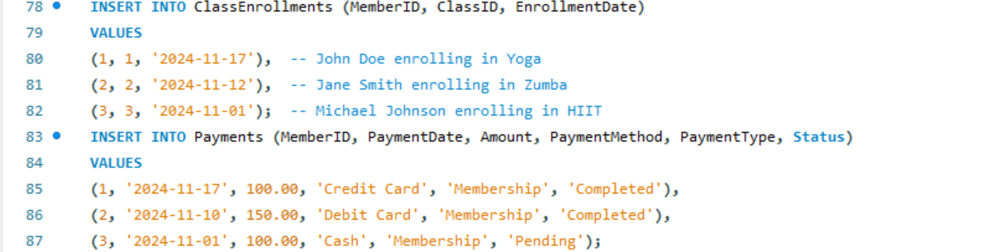 78 INSERT INTO ClassEnrollments (MemberID, ClassID, EnrollmentDate)
79 VALUES
80 (1, 1, '2024-11-17'),  -- John Doe enrolling in Yoga
81 (2, 2, '2024-11-12'),  -- Jane Smith enrolling in Zumba
82 (3, 3, '2024-11-01');  -- Michael Johnson enrolling in HIIT
83 INSERT INTO Payments (MemberID, PaymentDate, Amount, PaymentMethod, PaymentType, Status)
84 VALUES
85 (1, '2024-11-17', 100.00, 'Credit Card', 'Membership', 'Completed'),
86 (2, '2024-11-10', 150.00, 'Debit Card', 'Membership', 'Completed'),
87 (3, '2024-11-01', 100.00, 'Cash', 'Membership', 'Pending');